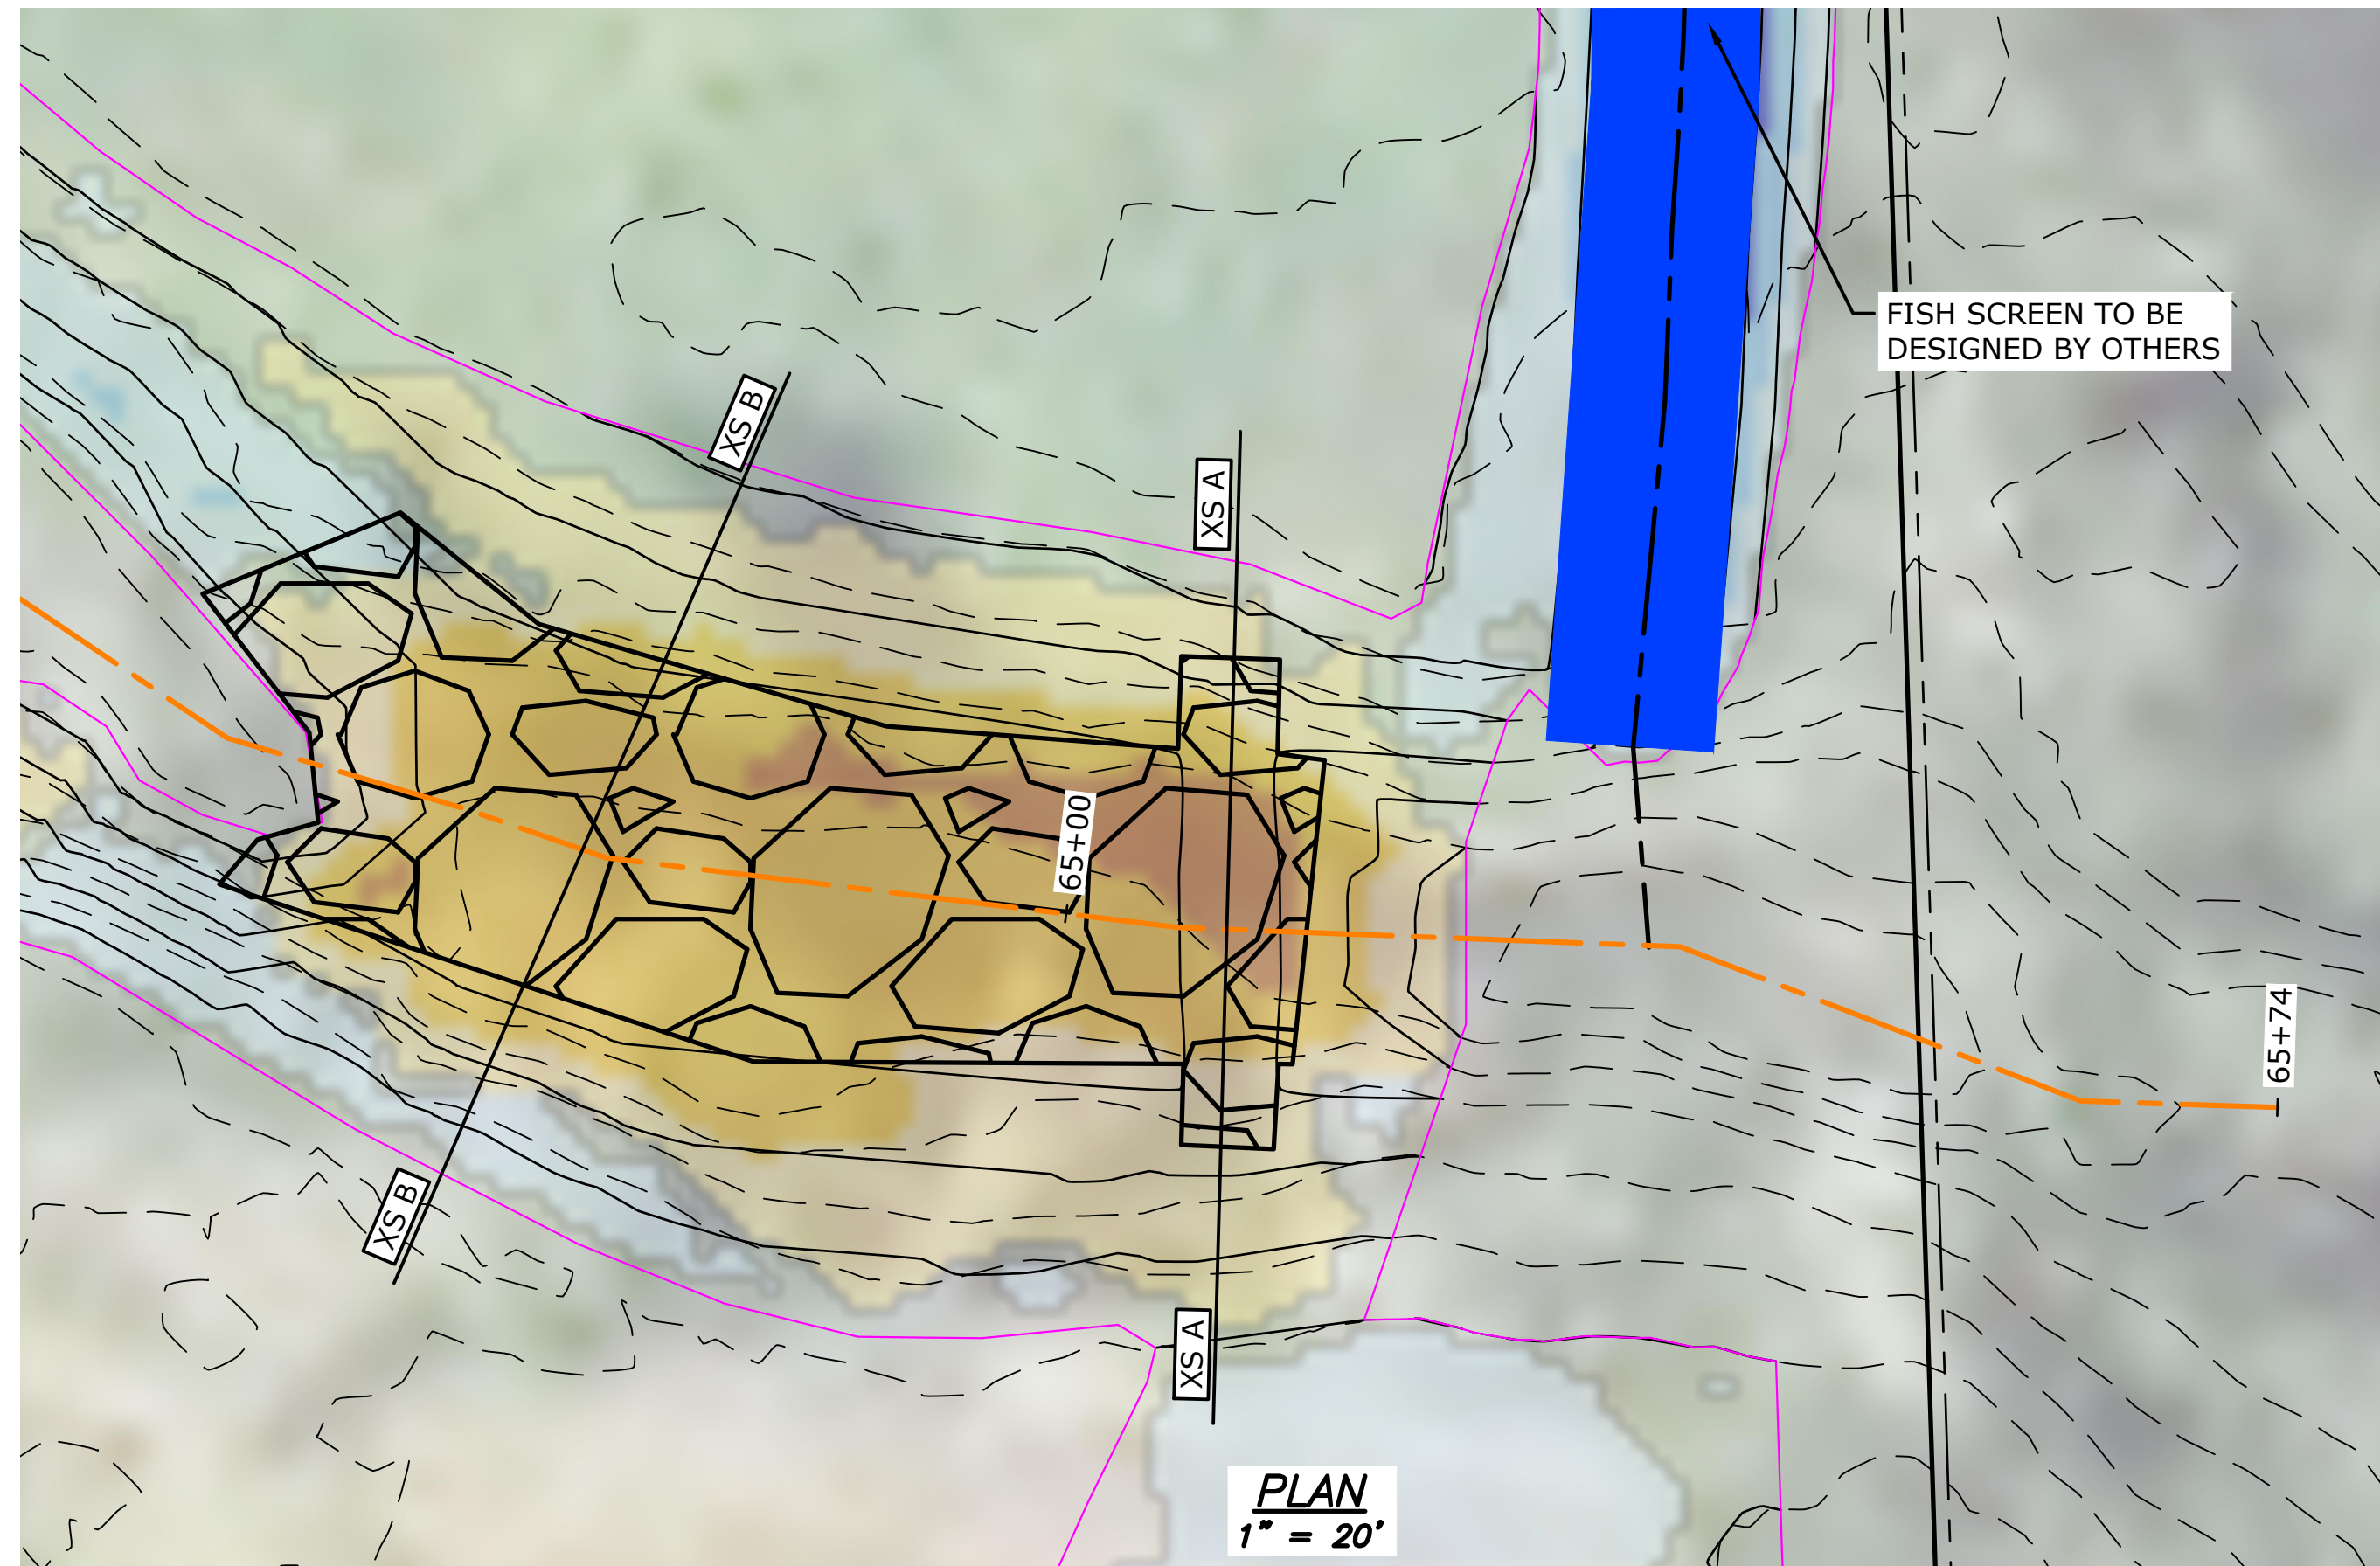 FISH SCREEN TO BE
DESIGNED BY OTHERS
XS B
XS A
65+00
65+74
XS B
XS A
PLAN
1" = 20'